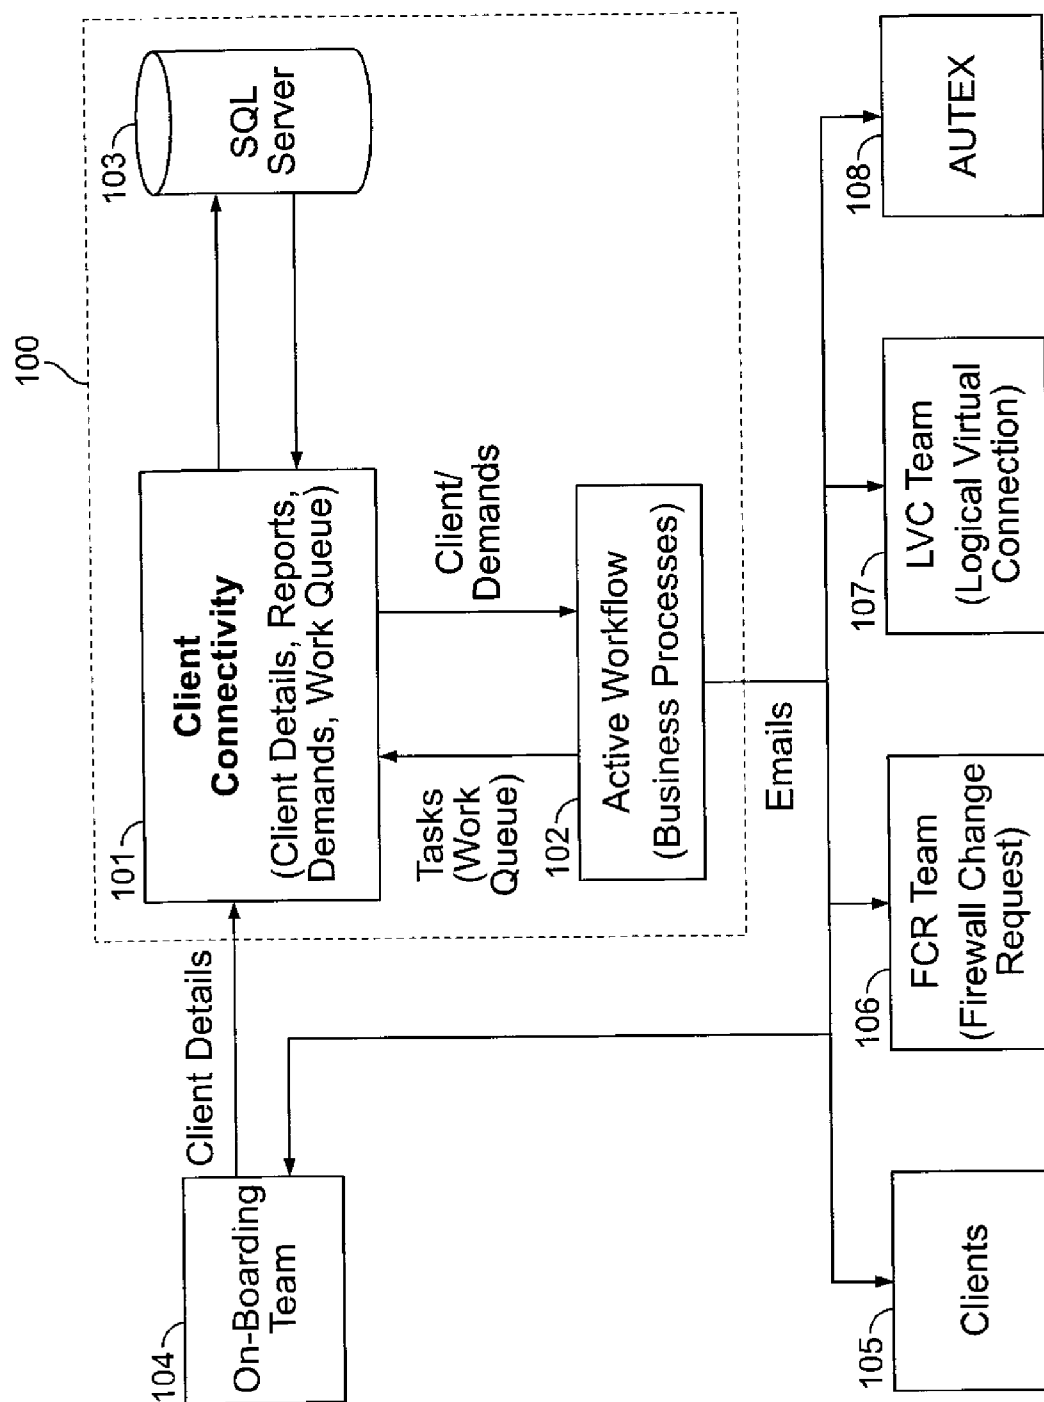 100
104
On-Boarding
Team
Client Details
101
Client
Connectivity
(Client Details, Reports,
Demands, Work Queue)
103
SQL
Server
Tasks
(Work
Queue)
Client/
Demands
102
Active Workflow
(Business Processes)
Emails
105
Clients
106
FCR Team
(Firewall Change
Request)
107
LVC Team
(Logical Virtual
Connection)
108
AUTEX